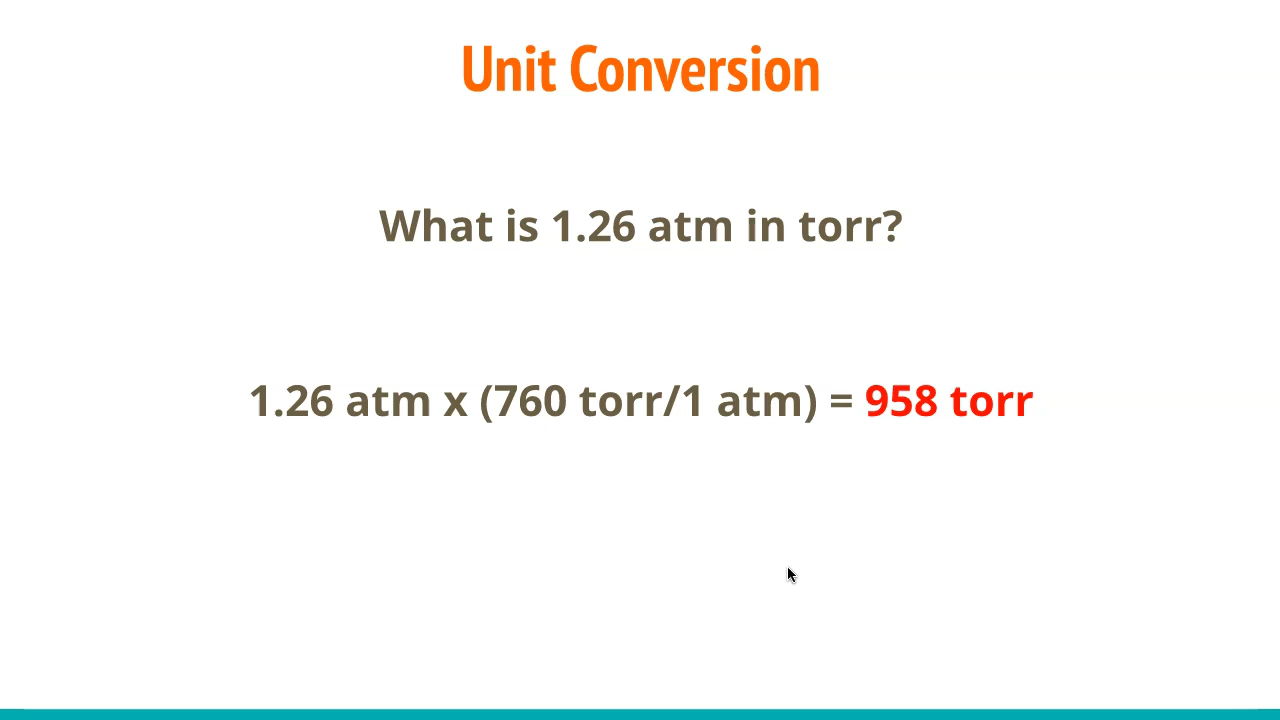 Unit Conversion
What is 1.26 atm in torr?
1.26 atm x (760 torr/1 atm) = 958 torr